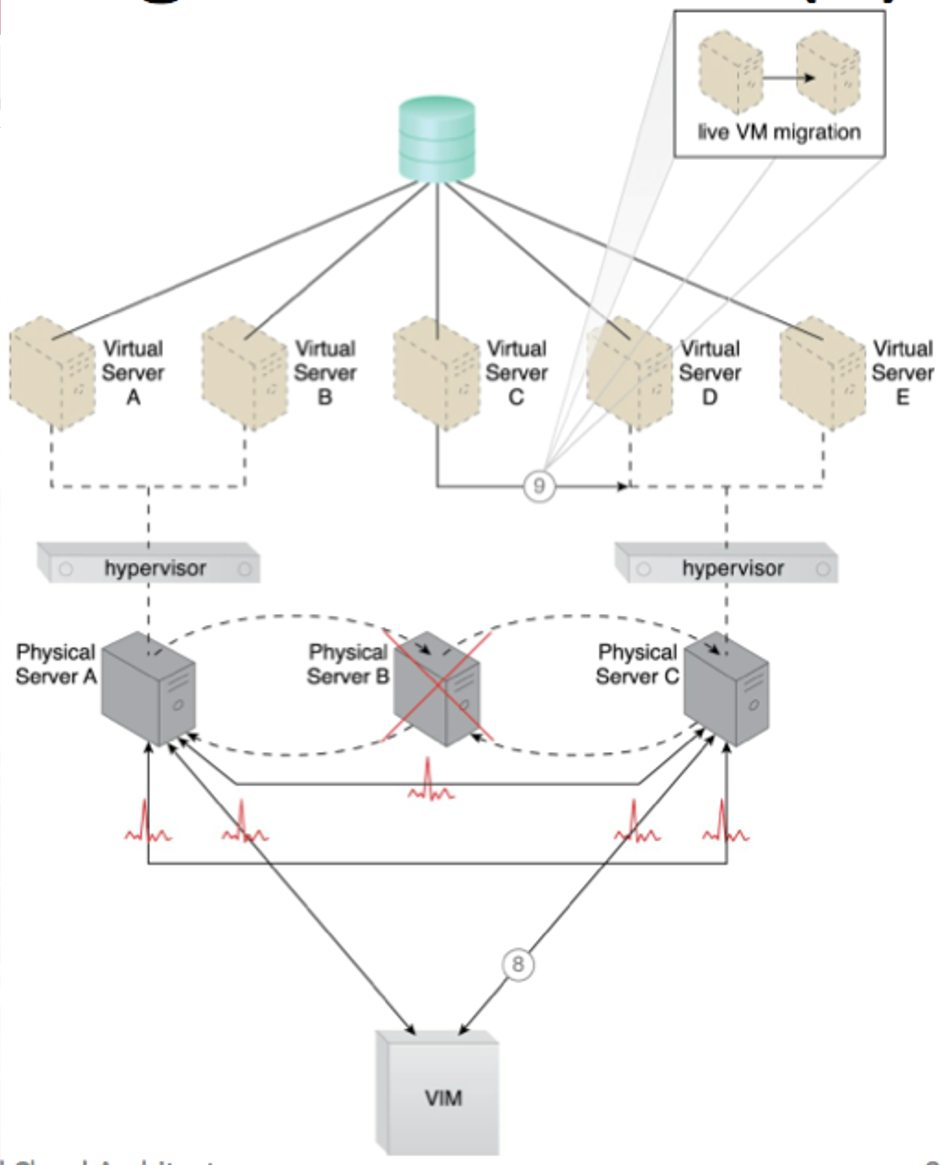 live VM migration
Virtual
Server
A
Virtual
Server
B
Virtual
Server
C
Virtual
Server
D
Virtual
Server
E
9
hypervisor
hypervisor
Physical
Server A
Physical
Server B
Physical
Server C
8
VIM